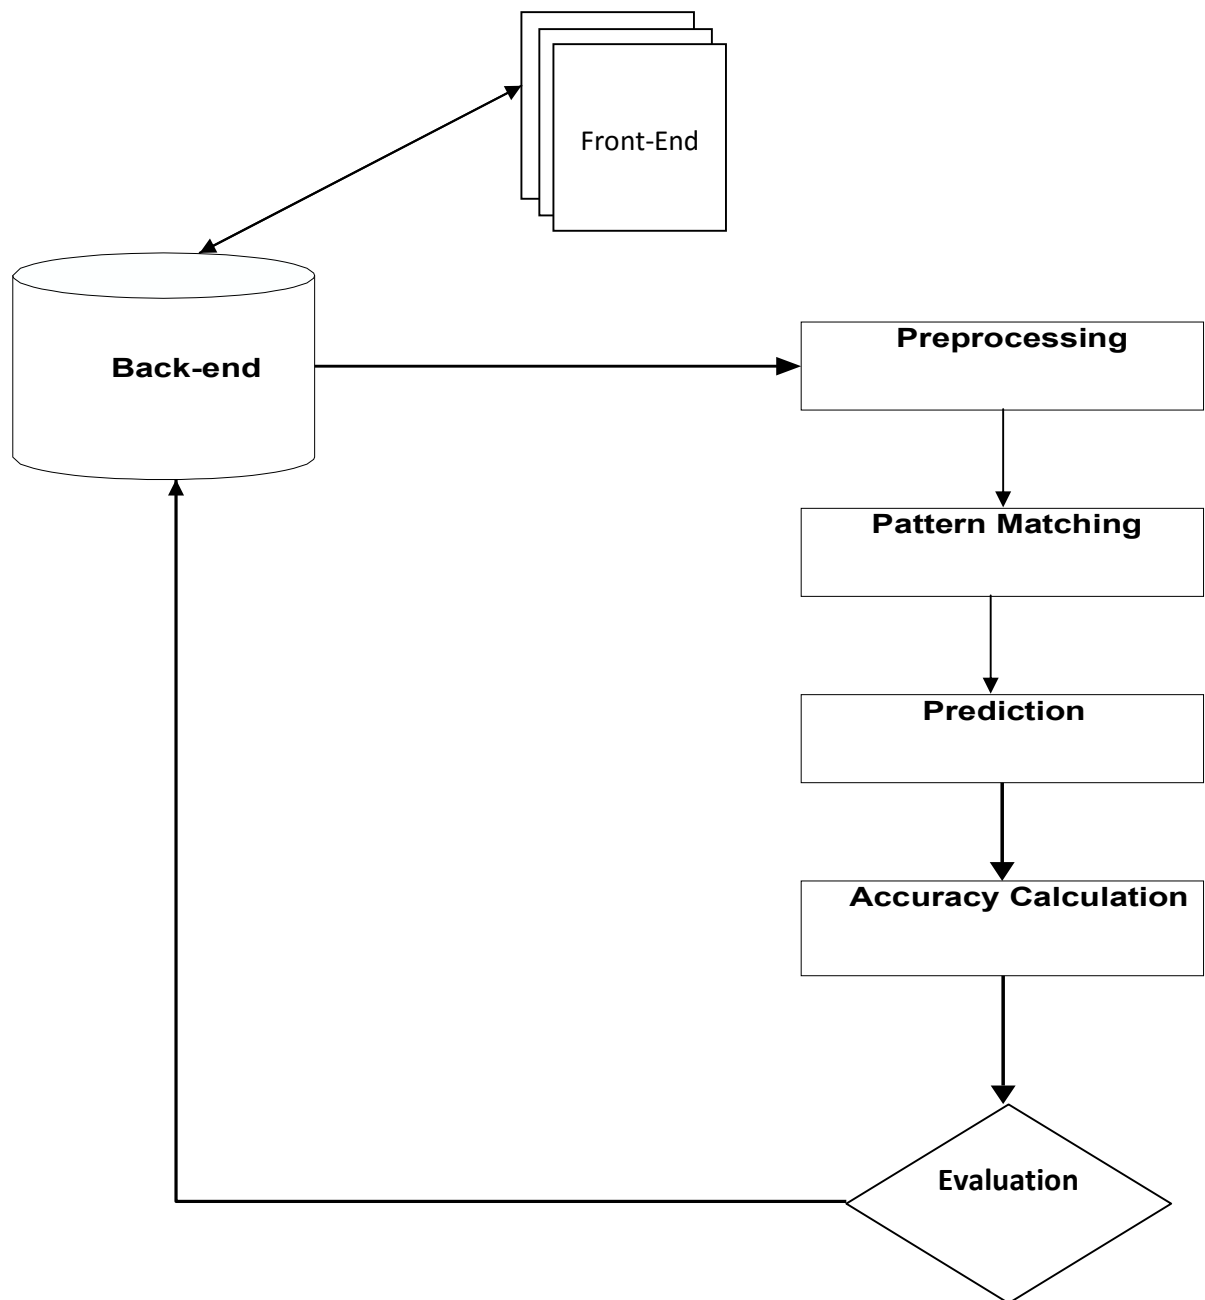 Front-End
Back-end
Preprocessing
Pattern Matching
Prediction
Accuracy Calculation
Evaluation